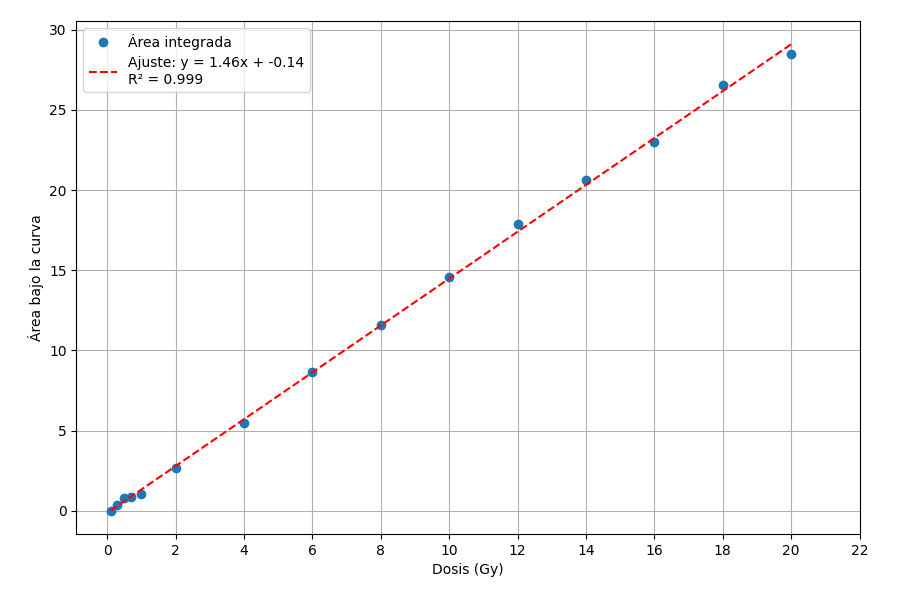 Área integrada
Ajuste: y = 1.46x + -0.14
R² = 0.999
30
25
20
15
10
5
0
Área bajo la curva
0 2 4 6 8 10 12 14 16 18 20 22
Dosis (Gy)